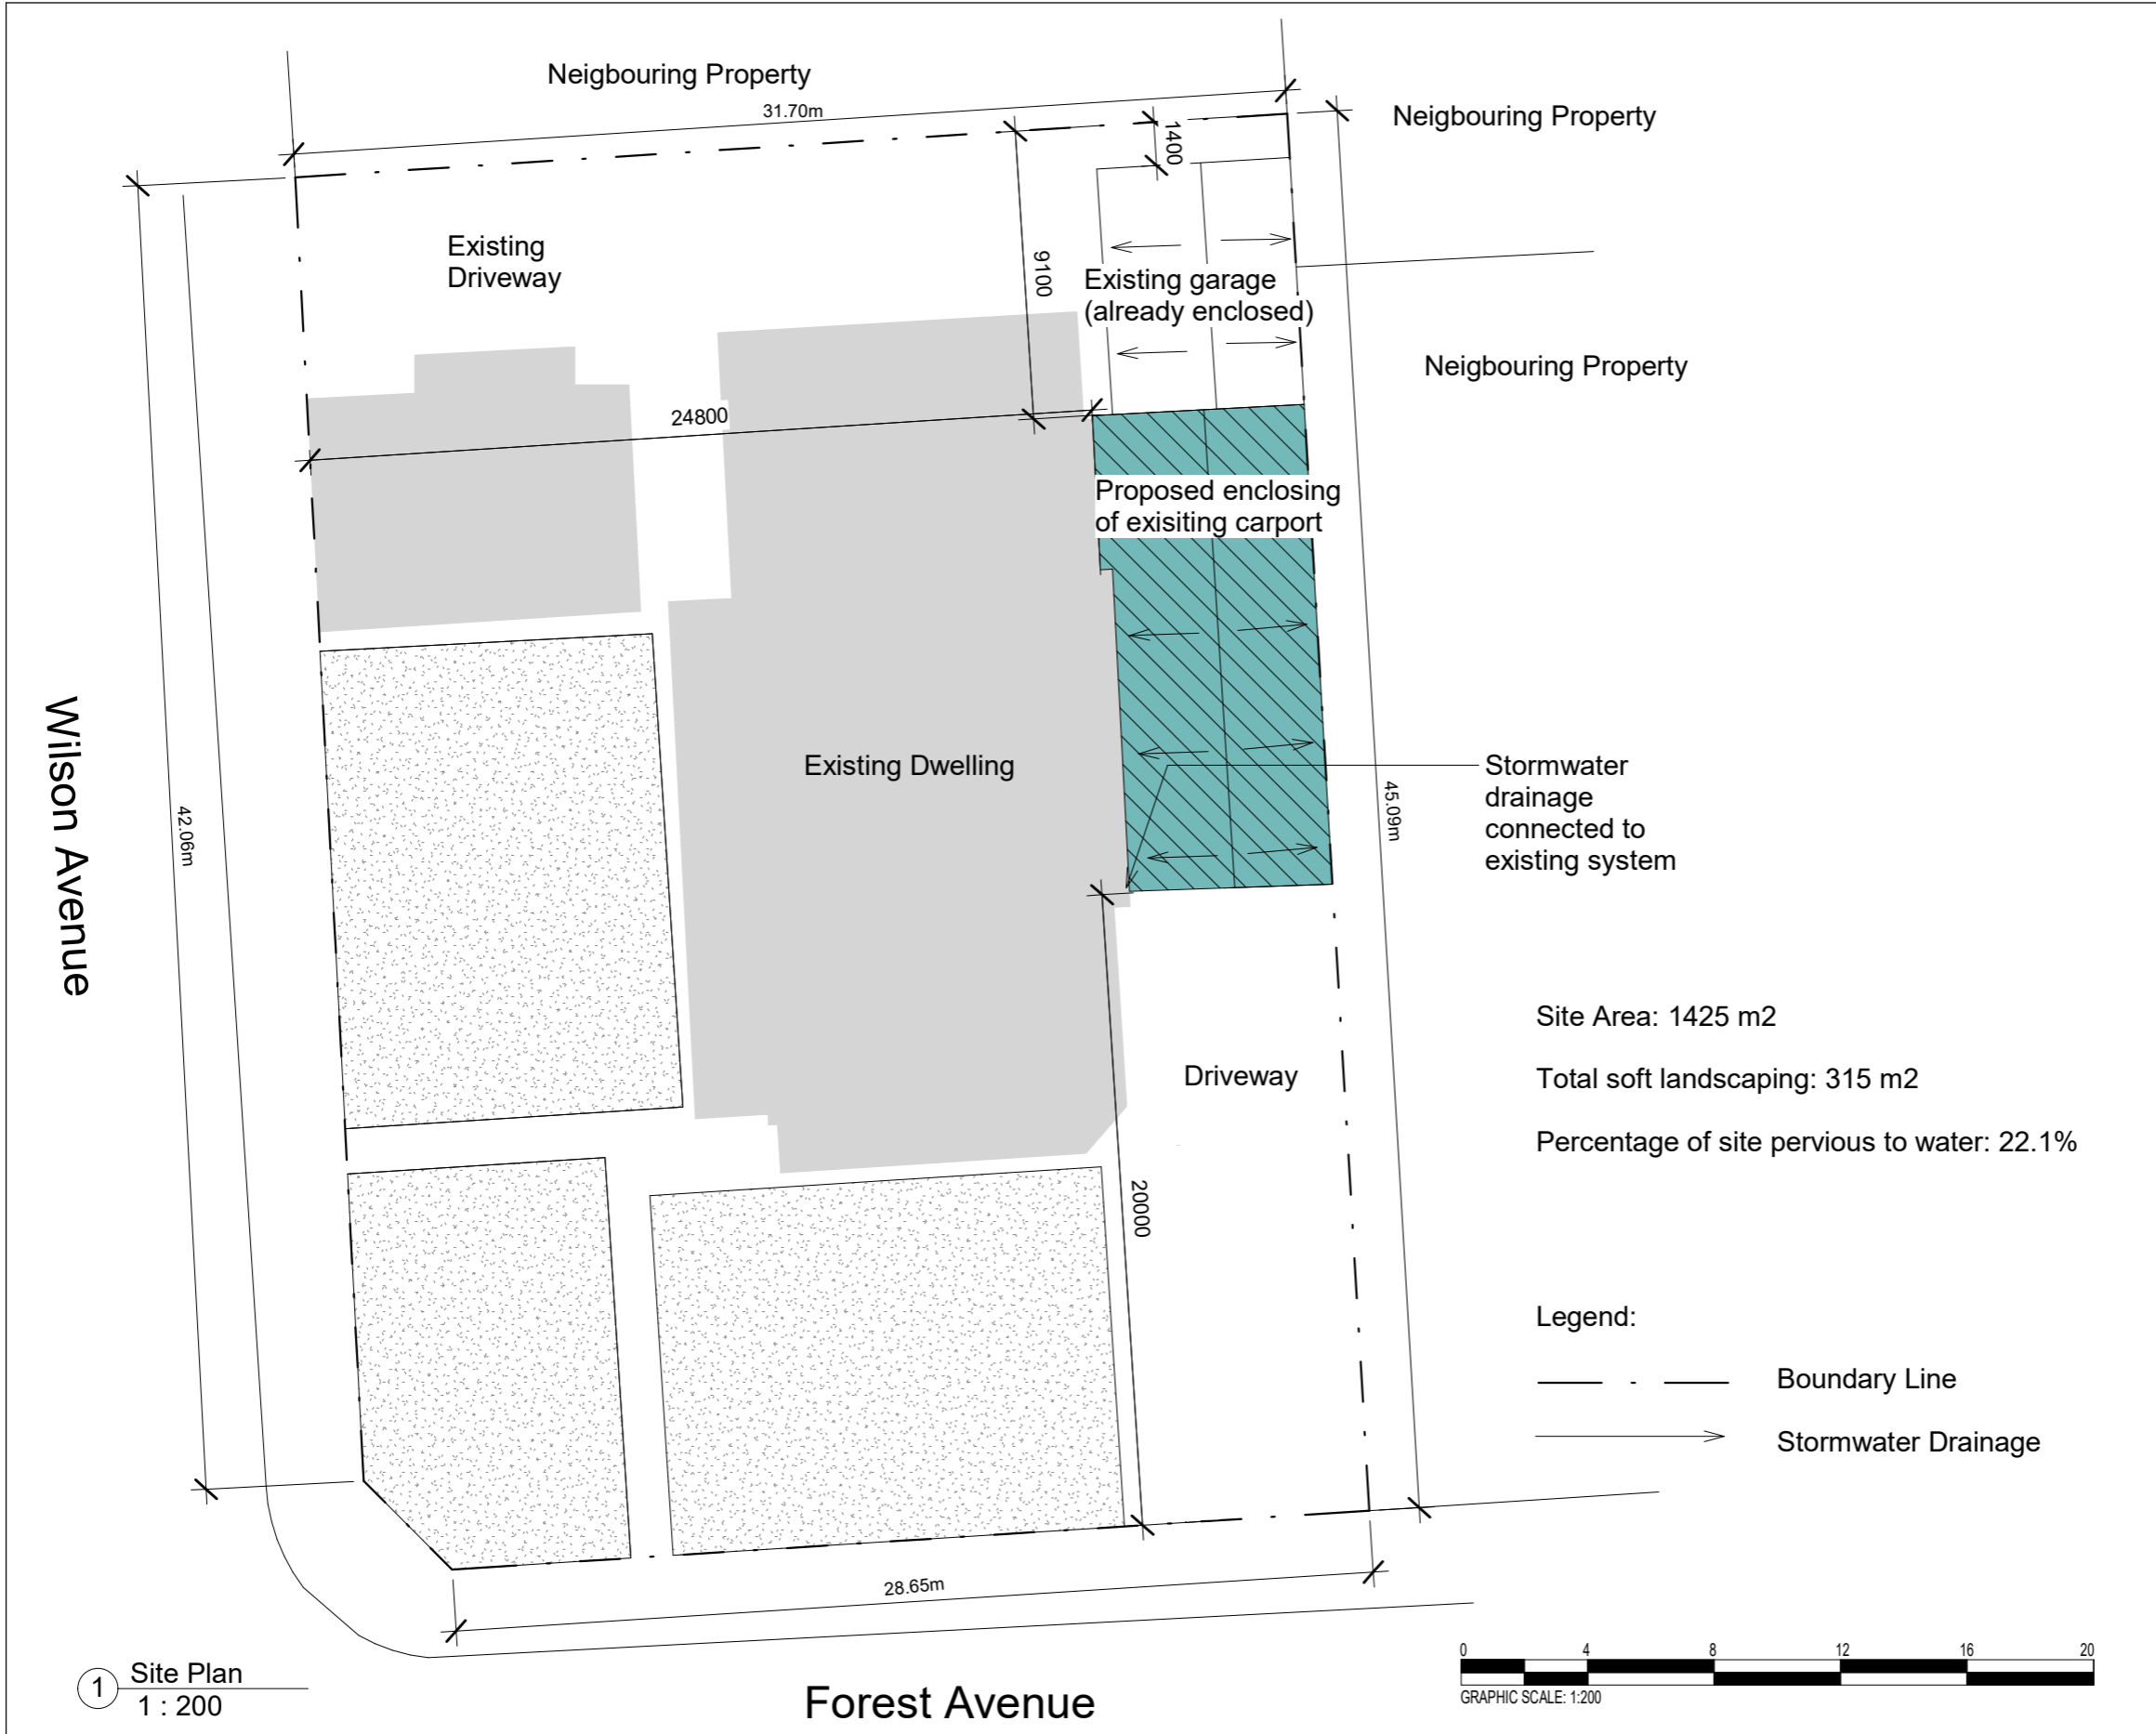 Neigbouring Property
31.70m
Neigbouring Property
1400
Existing
Driveway
9100
Existing garage
(already enclosed)
Neigbouring Property
24800
Proposed enclosing
of exisiting carport
Wilson Avenue
42.06m
Existing Dwelling
Stormwater
drainage
connected to
existing system
45.09m
Site Area: 1425 m2
Driveway
Total soft landscaping: 315 m2
Percentage of site pervious to water: 22.1%
20000
Legend:
Boundary Line
Stormwater Drainage
28.65m
1
Site Plan
1 : 200
Forest Avenue
0 4 8 12 16 20
GRAPHIC SCALE: 1:200